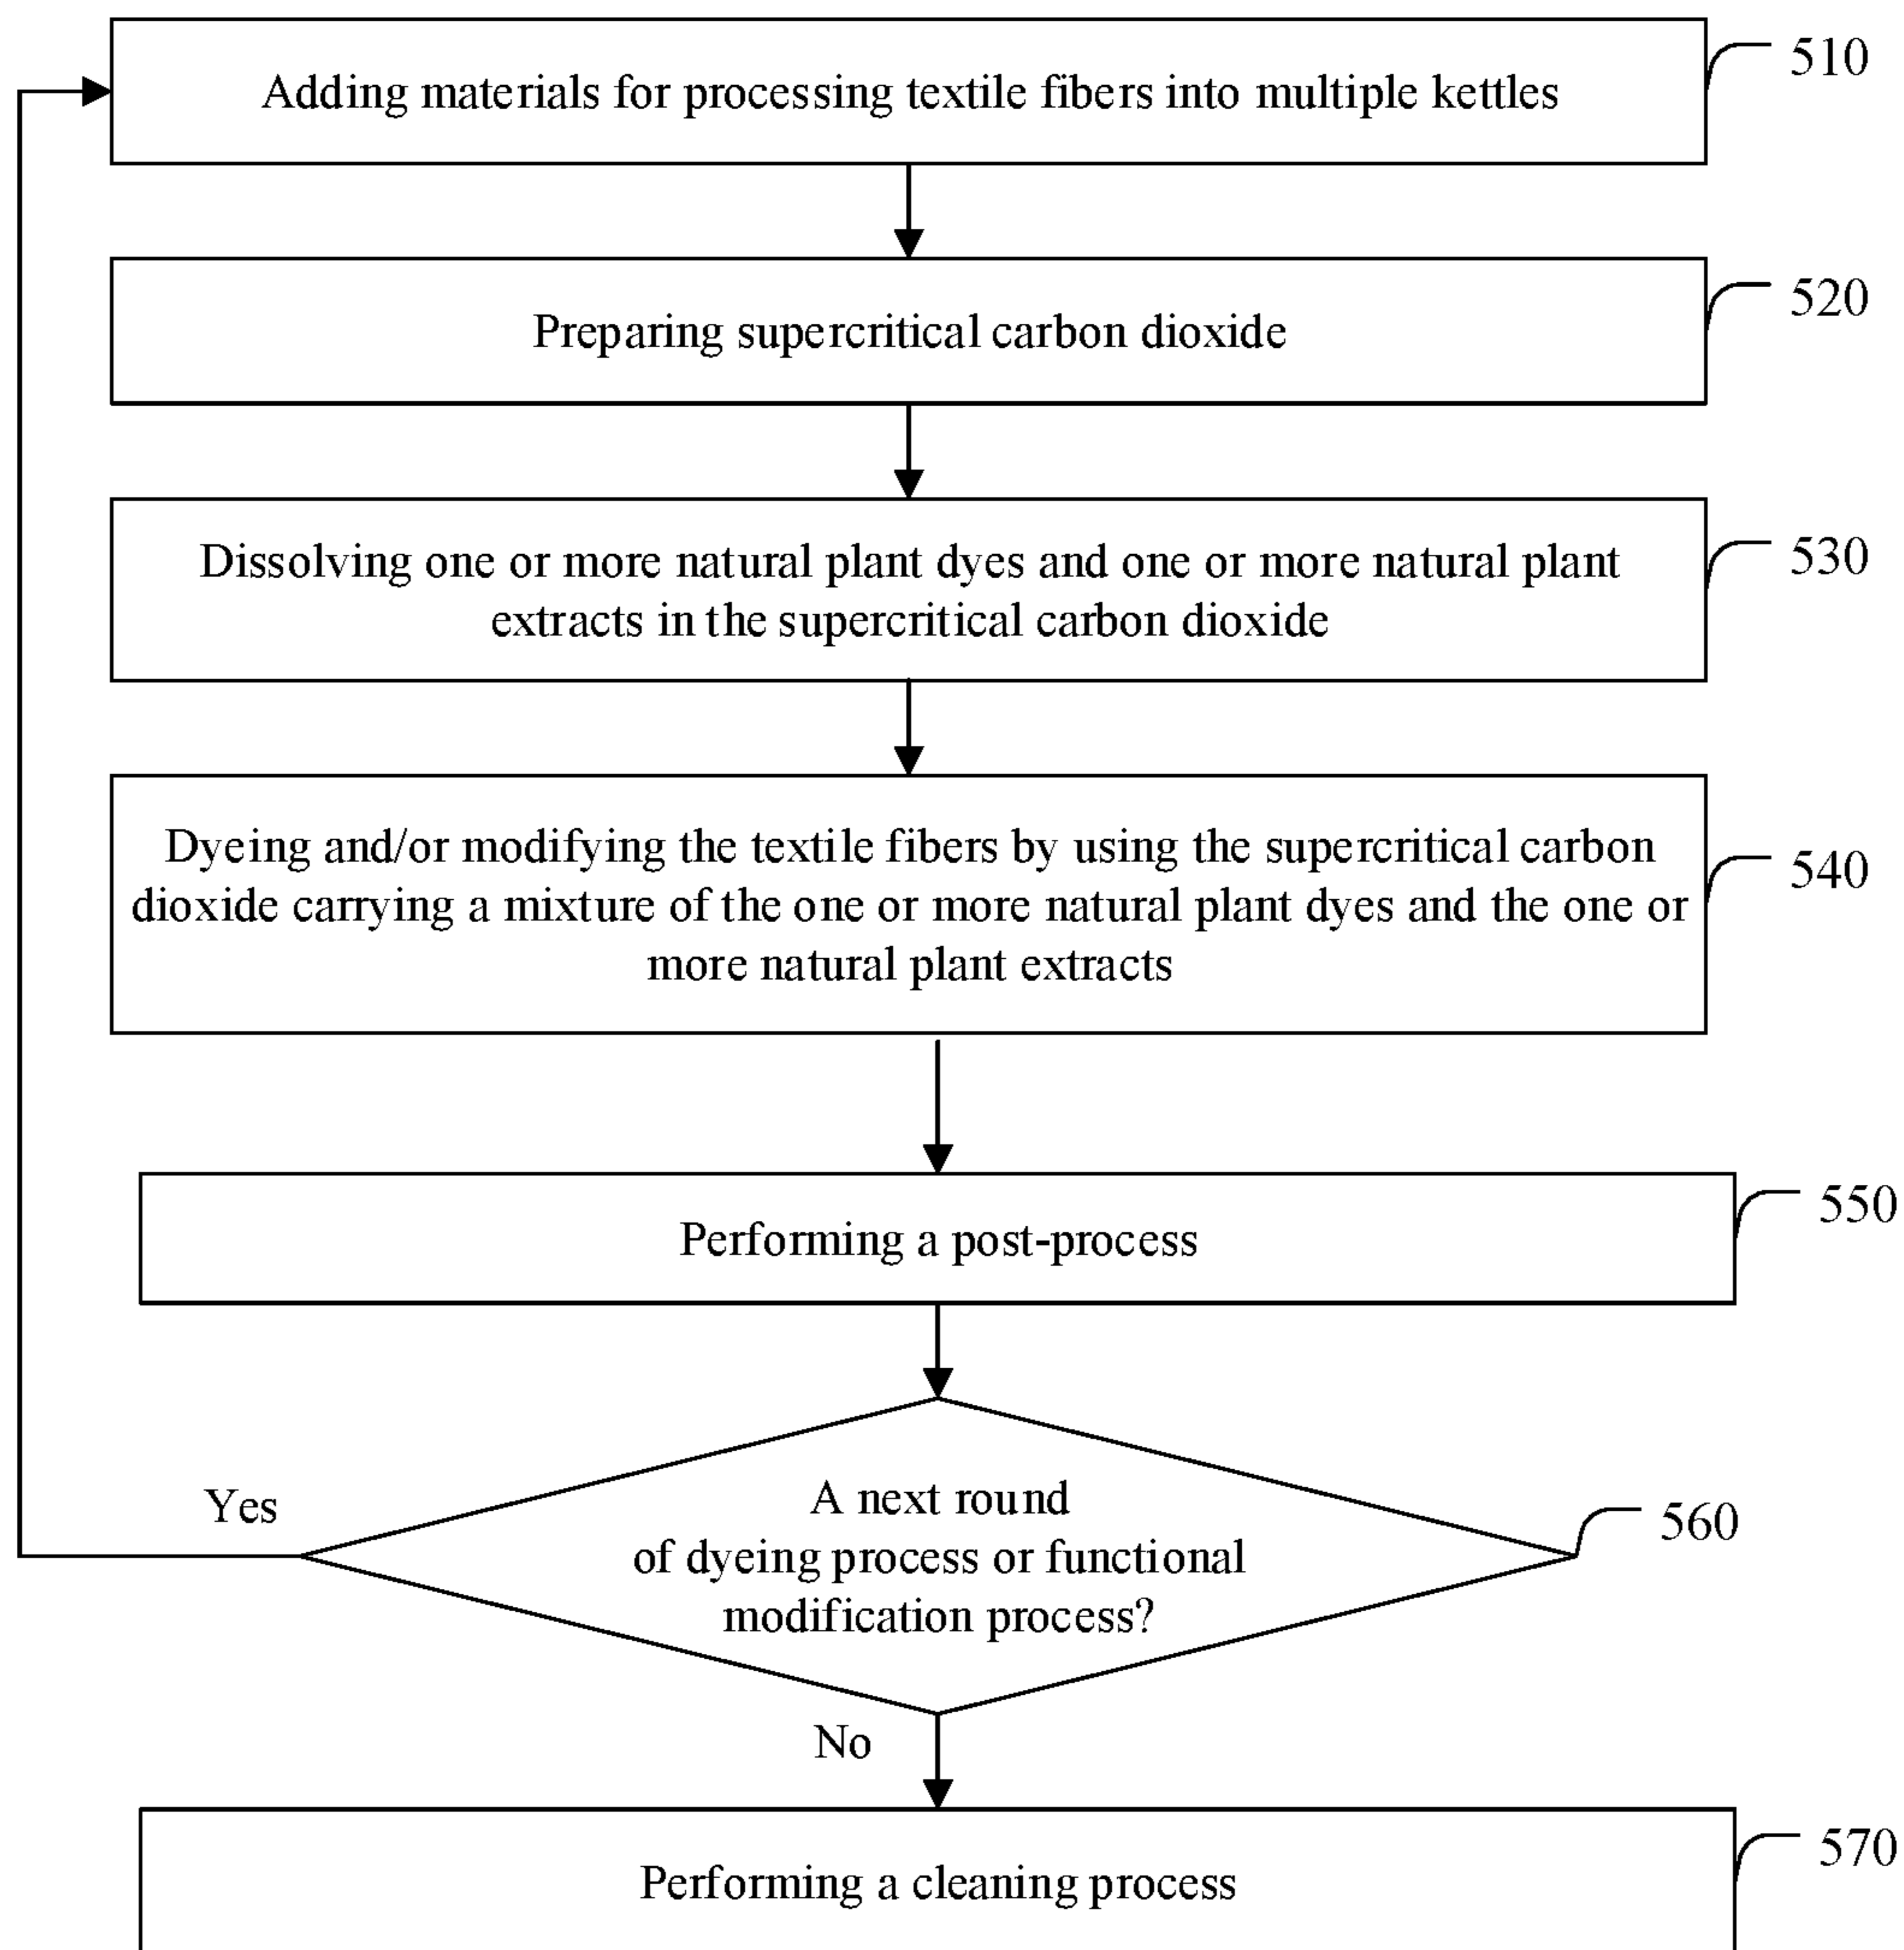 Adding materials for processing textile fibers into multiple kettles
510
Preparing supercritical carbon dioxide
520
Dissolving one or more natural plant dyes and one or more natural plant
extracts in the supercritical carbon dioxide
530
Dyeing and/or modifying the textile fibers by using the supercritical carbon
dioxide carrying a mixture of the one or more natural plant dyes and the one or
more natural plant extracts
540
Performing a post-process
550
A next round
of dyeing process or functional
modification process?
560
Yes
No
Performing a cleaning process
570